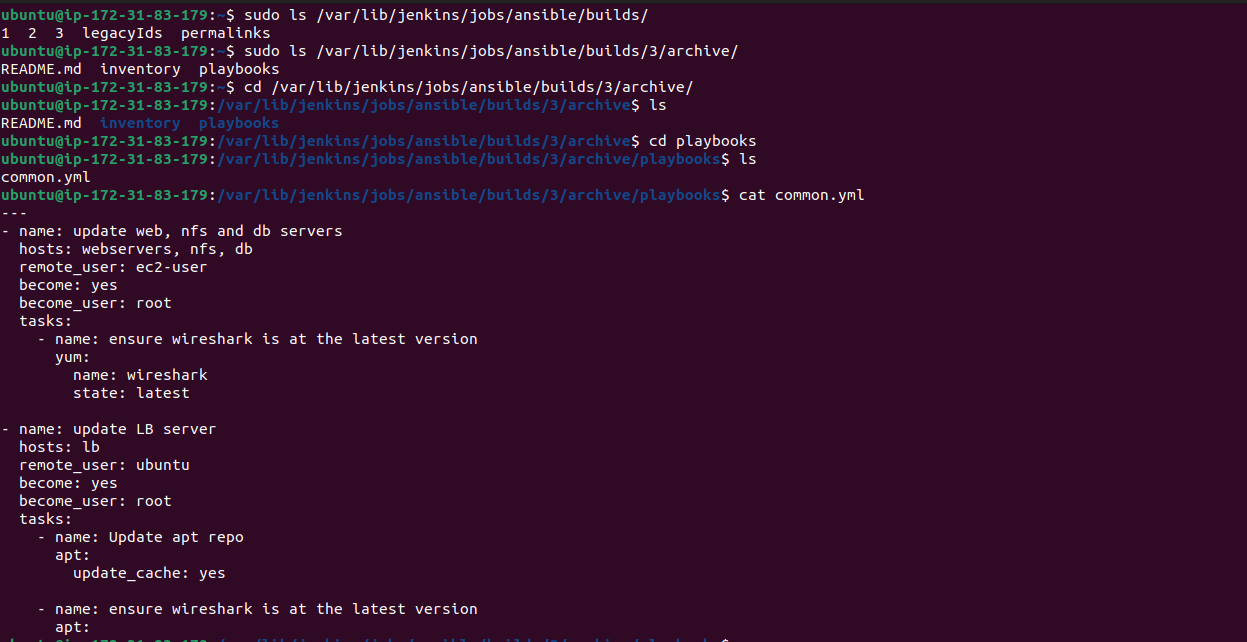 ubuntu@ip-172-31-83-179:~$ sudo ls /var/lib/jenkins/jobs/ansible/builds/
1  2  3  legacyIds  permalinks
ubuntu@ip-172-31-83-179:~$ sudo ls /var/lib/jenkins/jobs/ansible/builds/3/archive/
README.md  inventory  playbooks
ubuntu@ip-172-31-83-179:~$ cd /var/lib/jenkins/jobs/ansible/builds/3/archive/
ubuntu@ip-172-31-83-179:/var/lib/jenkins/jobs/ansible/builds/3/archive$ ls
README.md  inventory  playbooks
ubuntu@ip-172-31-83-179:/var/lib/jenkins/jobs/ansible/builds/3/archive$ cd playbooks
ubuntu@ip-172-31-83-179:/var/lib/jenkins/jobs/ansible/builds/3/archive/playbooks$ ls
common.yml
ubuntu@ip-172-31-83-179:/var/lib/jenkins/jobs/ansible/builds/3/archive/playbooks$ cat common.yml
---
- name: update web, nfs and db servers
  hosts: webservers, nfs, db
  remote_user: ec2-user
  become: yes
  become_user: root
  tasks:
    - name: ensure wireshark is at the latest version
      yum:
        name: wireshark
        state: latest

- name: update LB server
  hosts: lb
  remote_user: ubuntu
  become: yes
  become_user: root
  tasks:
    - name: Update apt repo
      apt:
        update_cache: yes

    - name: ensure wireshark is at the latest version
      apt: